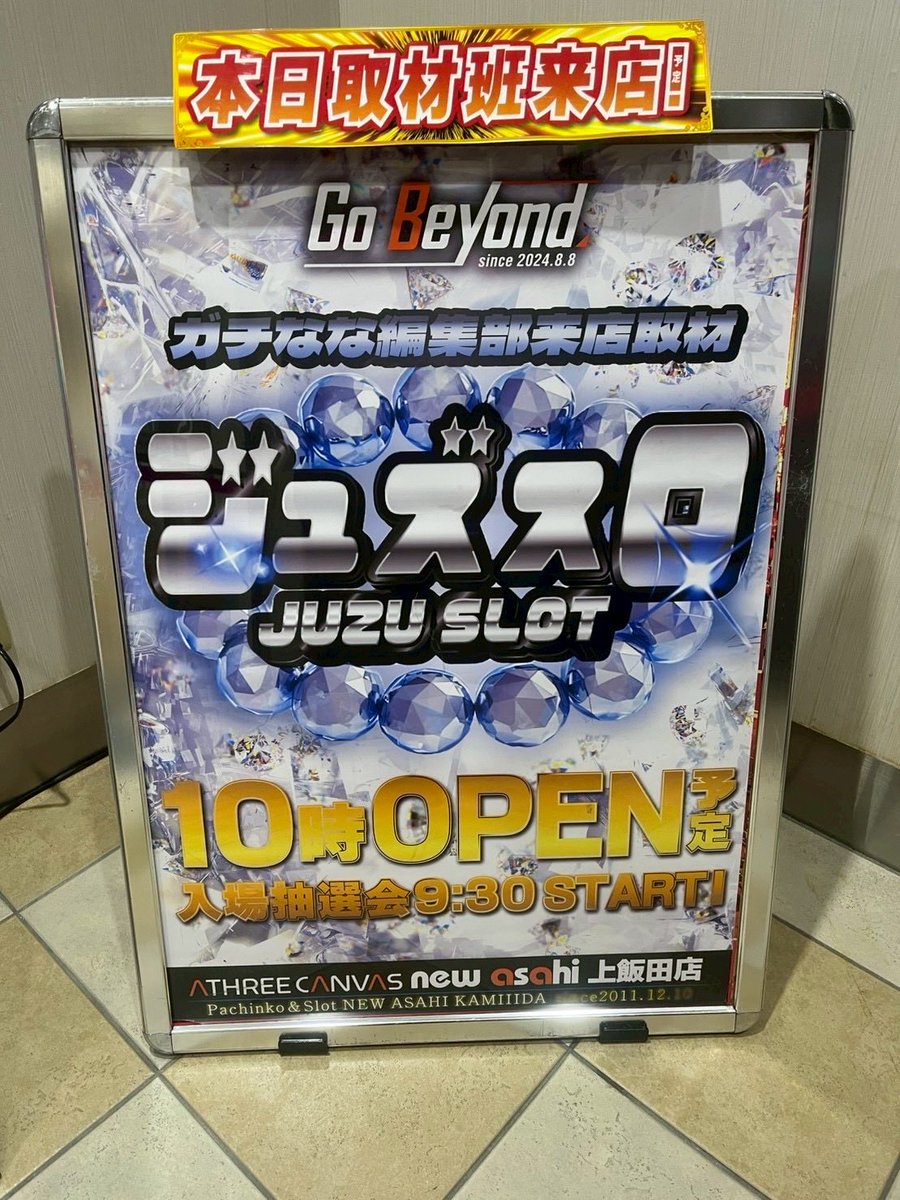 本日取材班来店!
予定
Go Beyond
since 2024.8.8
ガチなな編集部来店取材
ジュズスロ
JUZU SLOT
10時OPEN予定
入場抽選会9:30 START!
ATHREE CANVAS new asahi 上飯田店
Pachinko & Slot NEW ASAHI KAMIIIDA since2011.12.10